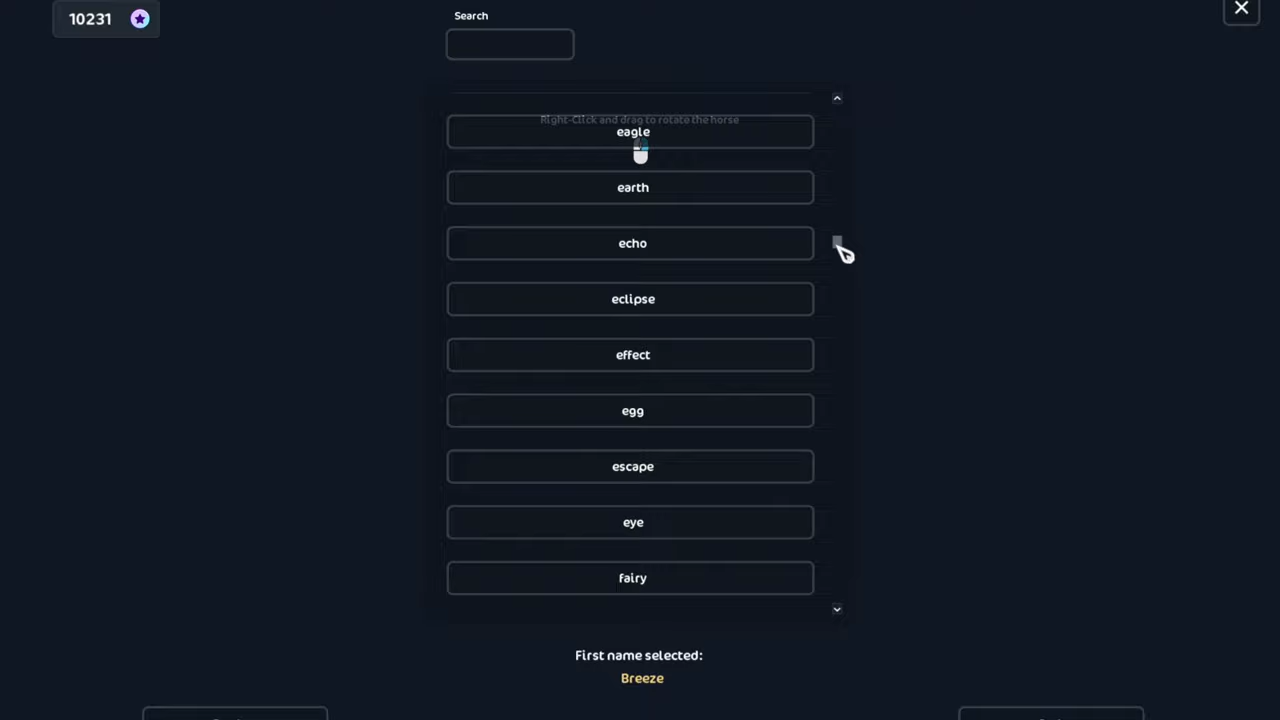 10231
Search
Right-Click and drag to rotate the horse
eagle
earth
echo
eclipse
effect
egg
escape
eye
fairy
First name selected:
Breeze